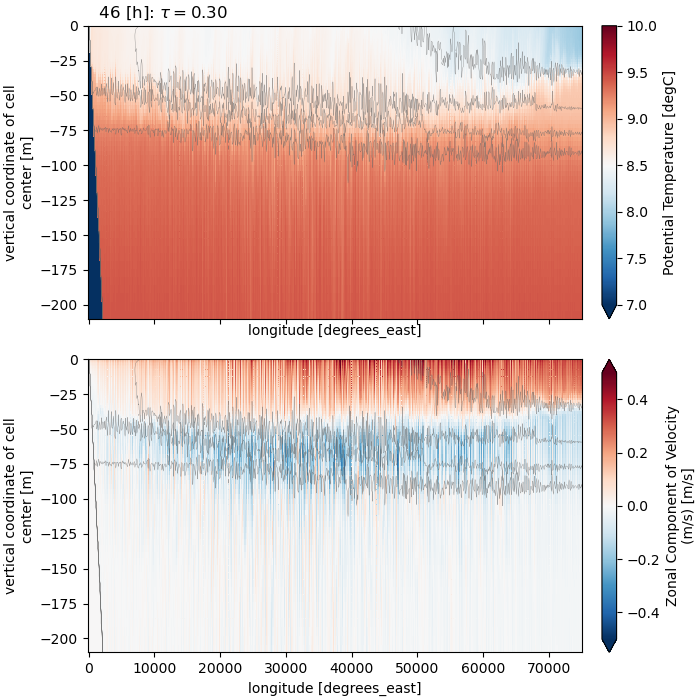 46 [h]: τ = 0.30
0
−25
−50
−75
−100
−125
−150
−175
−200
vertical coordinate of cell
center [m]
longitude [degrees_east]
10.0
9.5
9.0
8.5
8.0
7.5
7.0
Potential Temperature [degC]
0
−25
−50
−75
−100
−125
−150
−175
−200
vertical coordinate of cell
center [m]
0 10000 20000 30000 40000 50000 60000 70000
longitude [degrees_east]
0.4
0.2
0.0
−0.2
−0.4
Zonal Component of Velocity
(m/s) [m/s]